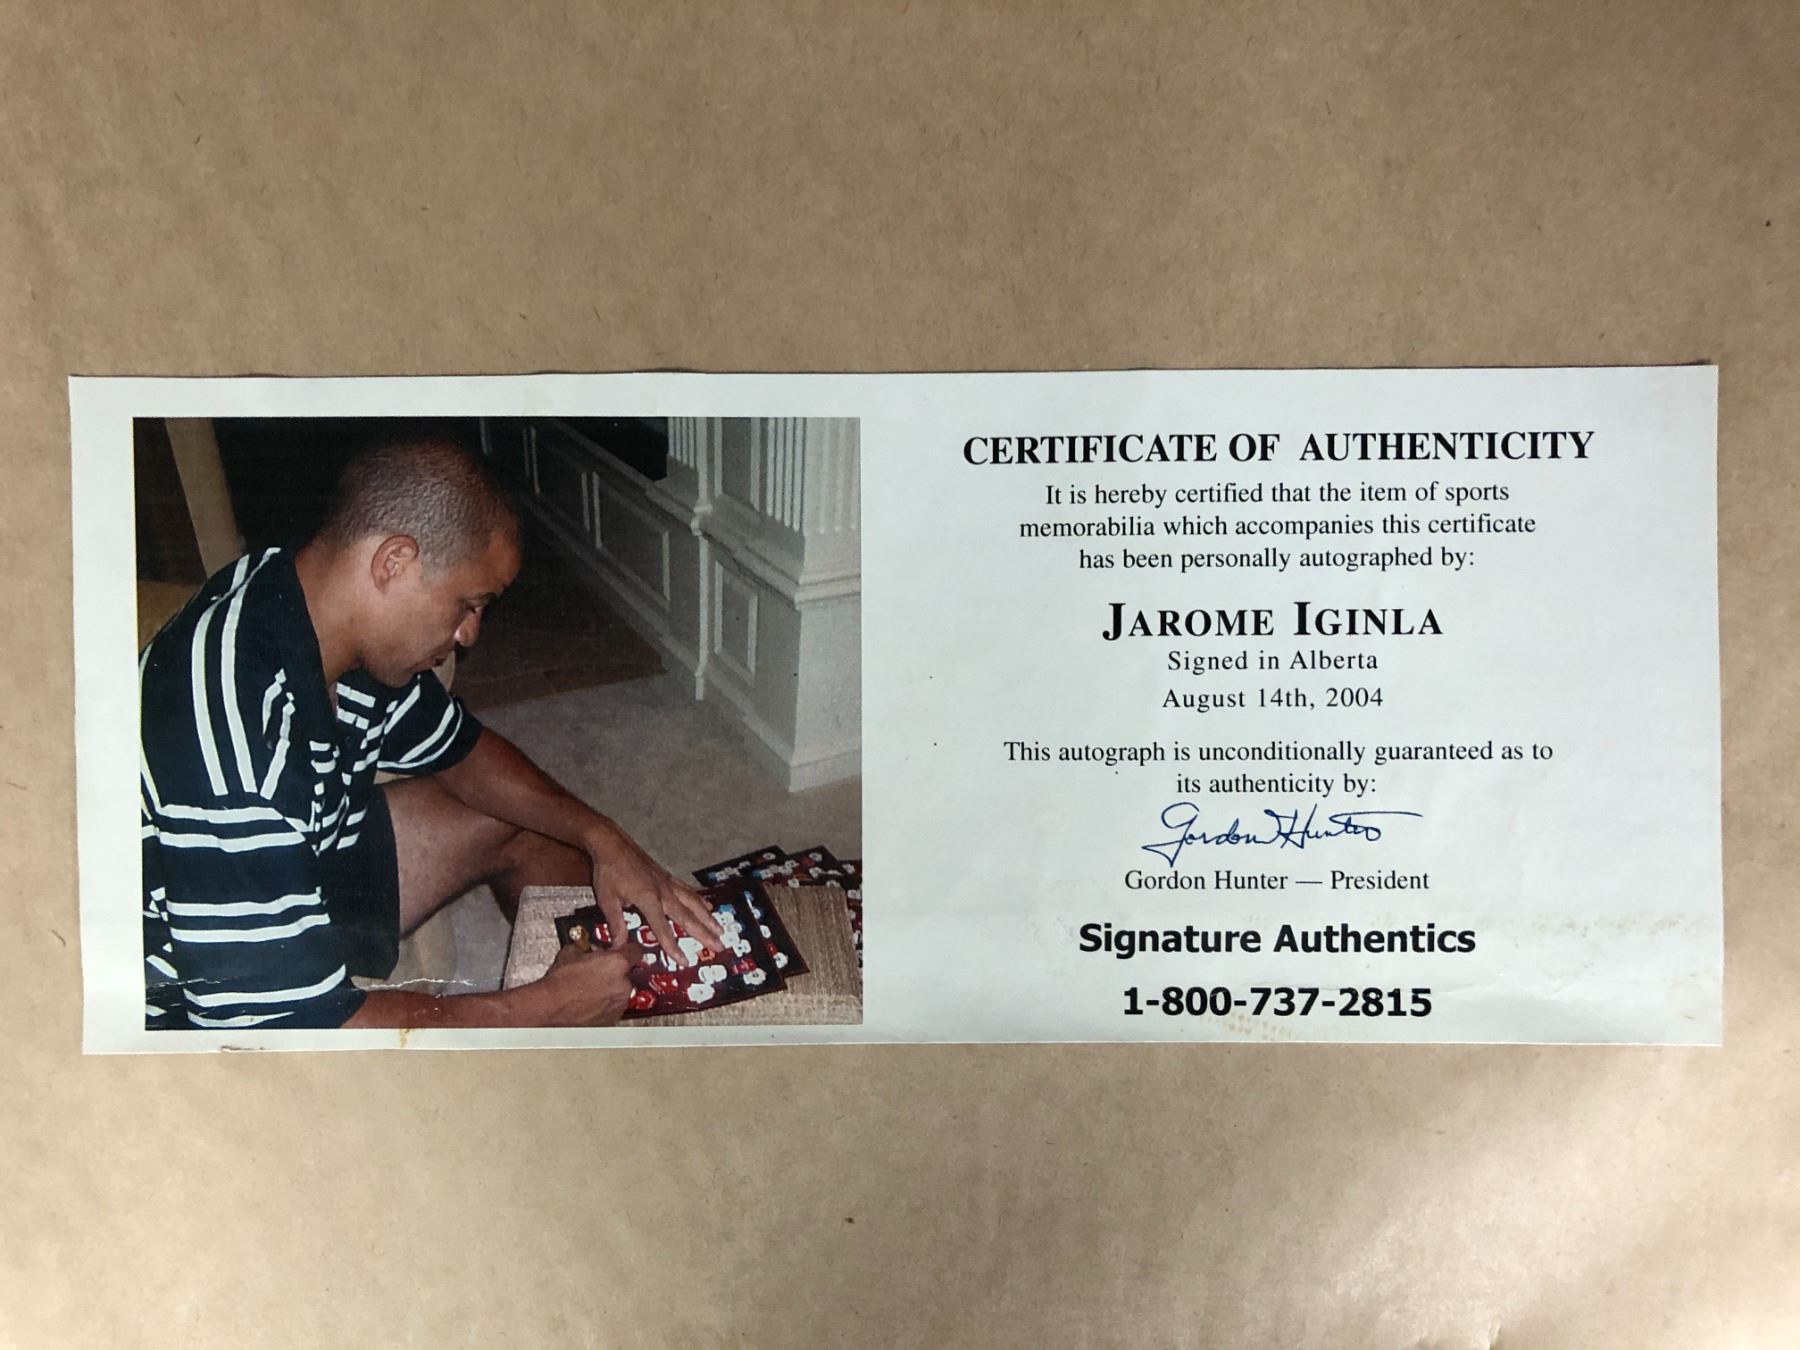 CERTIFICATE OF AUTHENTICITY
It is hereby certified that the item of sports
memorabilia which accompanies this certificate
has been personally autographed by:
JAROME IGINLA
Signed in Alberta
August 14th, 2004
This autograph is unconditionally guaranteed as to
its authenticity by:
Gordon Hunter
Gordon Hunter — President
Signature Authentics
1-800-737-2815